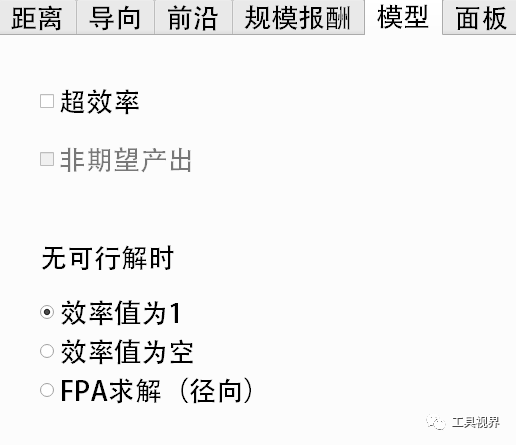 距离 导向 前沿 规模报酬 模型 面板
超效率
非期望产出
无可行解时
效率值为1
效率值为空
FPA求解（径向）
工具视界